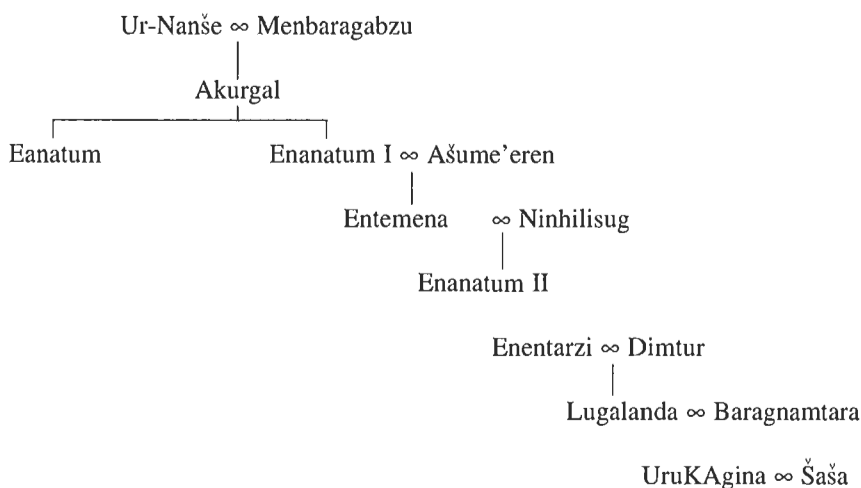 Ur-Nanše ∞ Menbaragabzu
Akurgal
Eanatum Enanatum I ∞ Ašume'eren
Entemena ∞ Ninhilisug
Enanatum II
Enentarzi ∞ Dimtur
Lugalanda ∞ Baragnamtara
UruKAgina ∞ Šaša